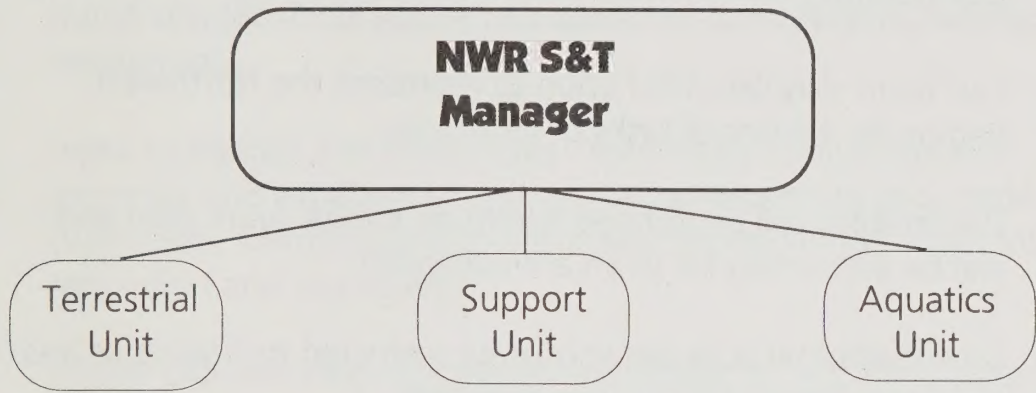 NWR S&T
Manager
Terrestrial
Unit
Support
Unit
Aquatics
Unit